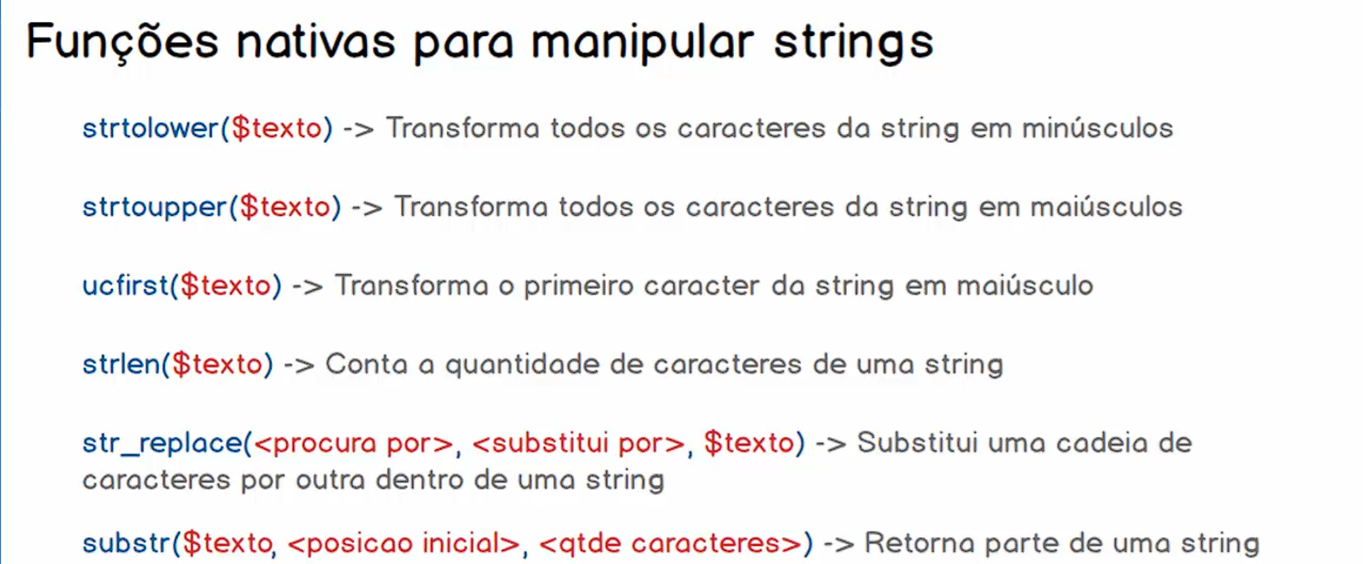 Funções nativas para manipular strings
strtolower($texto) -> Transforma todos os caracteres da string em minúsculos
strtoupper($texto) -> Transforma todos os caracteres da string em maiúsculos
ucfirst($texto) -> Transforma o primeiro caracter da string em maiúsculo
strlen($texto) -> Conta a quantidade de caracteres de uma string
str_replace(<procura por>, <substitui por>, $texto) -> Substitui uma cadeia de
caracteres por outra dentro de uma string
substr($texto, <posicao inicial>, <qtde caracteres>) -> Retorna parte de uma string